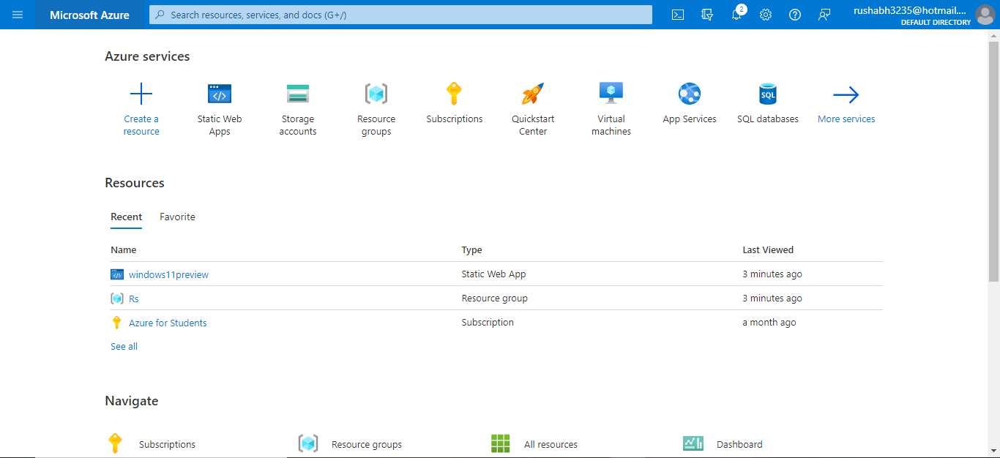 Microsoft Azure
Search resources, services, and docs (G+/)
2
rushabh3235@hotmail....
DEFAULT DIRECTORY
Azure services
Create a resource
Static Web Apps
Storage accounts
Resource groups
Subscriptions
Quickstart Center
Virtual machines
App Services
SQL
SQL databases
More services
Resources
Recent Favorite
Name Type Last Viewed
windows11preview Static Web App 3 minutes ago
Rs Resource group 3 minutes ago
Azure for Students Subscription a month ago
See all
Navigate
Subscriptions Resource groups All resources Dashboard